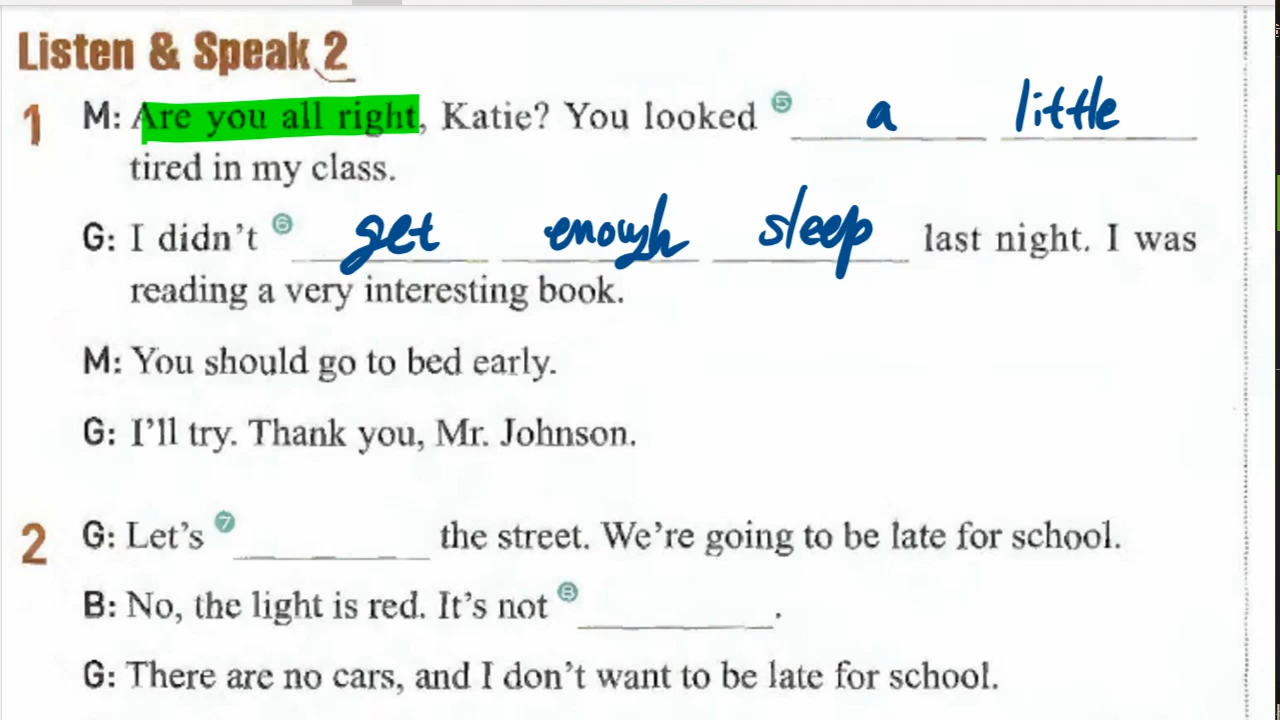 Listen & Speak 2
1 M: Are you all right, Katie? You looked ⑤ a little
tired in my class.
G: I didn't ⑥ get enough sleep last night. I was
reading a very interesting book.
M: You should go to bed early.
G: I'll try. Thank you, Mr. Johnson.
2 G: Let's ⑦ ______ the street. We're going to be late for school.
B: No, the light is red. It's not ⑧ ______.
G: There are no cars, and I don't want to be late for school.